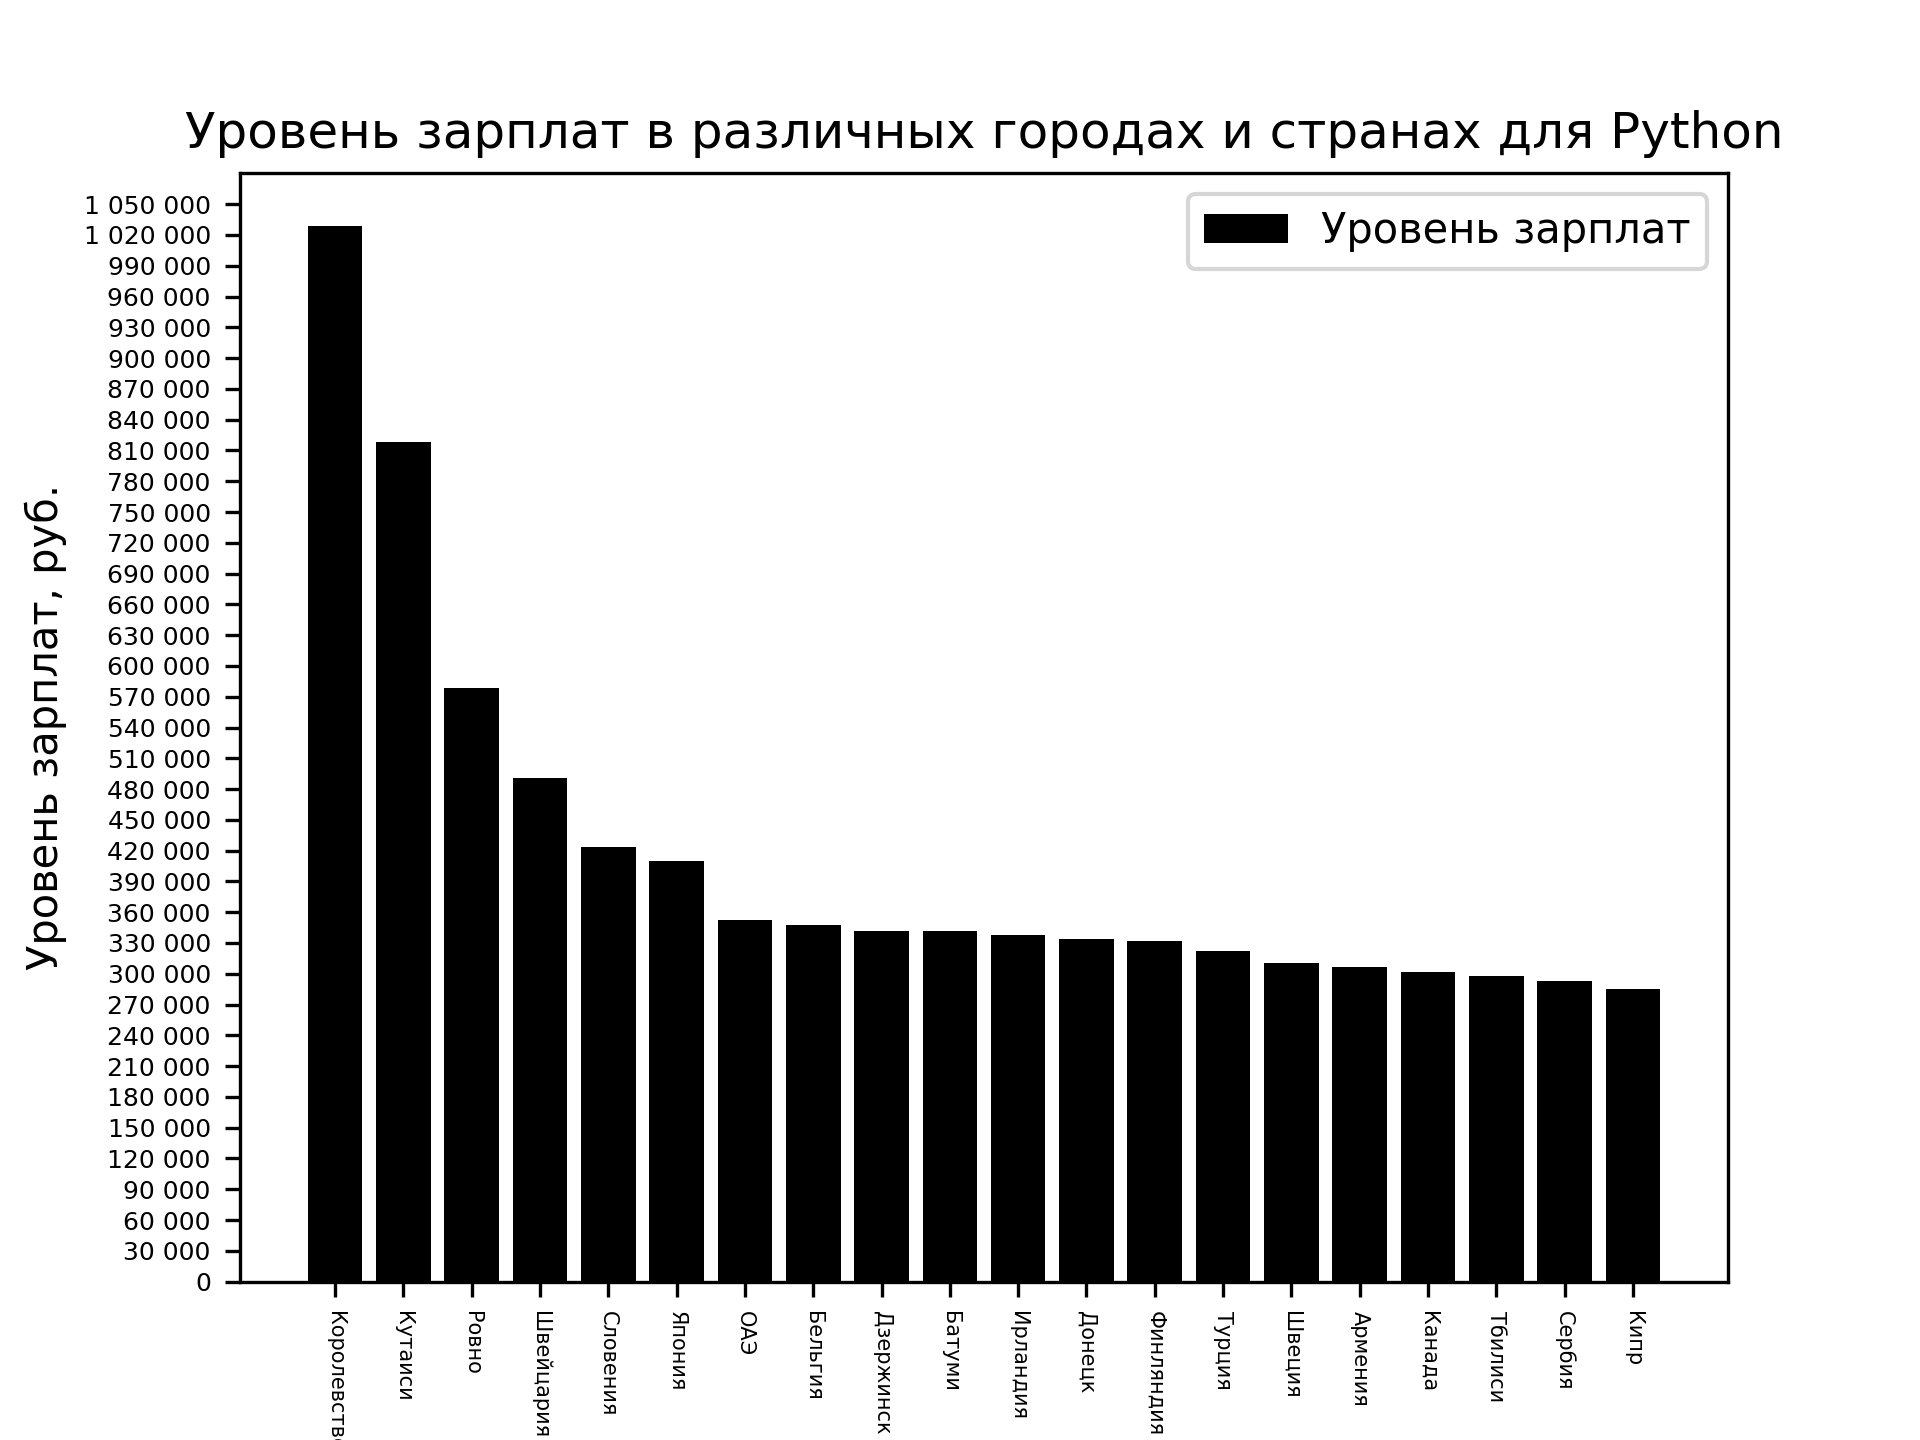 Уровень зарплат в различных городах и странах для Python
Уровень зарплат
Уровень зарплат, руб.
1 050 000
1 020 000
990 000
960 000
930 000
900 000
870 000
840 000
810 000
780 000
750 000
720 000
690 000
660 000
630 000
600 000
570 000
540 000
510 000
480 000
450 000
420 000
390 000
360 000
330 000
300 000
270 000
240 000
210 000
180 000
150 000
120 000
90 000
60 000
30 000
0
Королевств
Кутаиси
Ровно
Швейцария
Словения
Япония
ОАЭ
Бельгия
Дзержинск
Батуми
Ирландия
Донецк
Финляндия
Турция
Швеция
Армения
Канада
Тбилиси
Сербия
Кипр